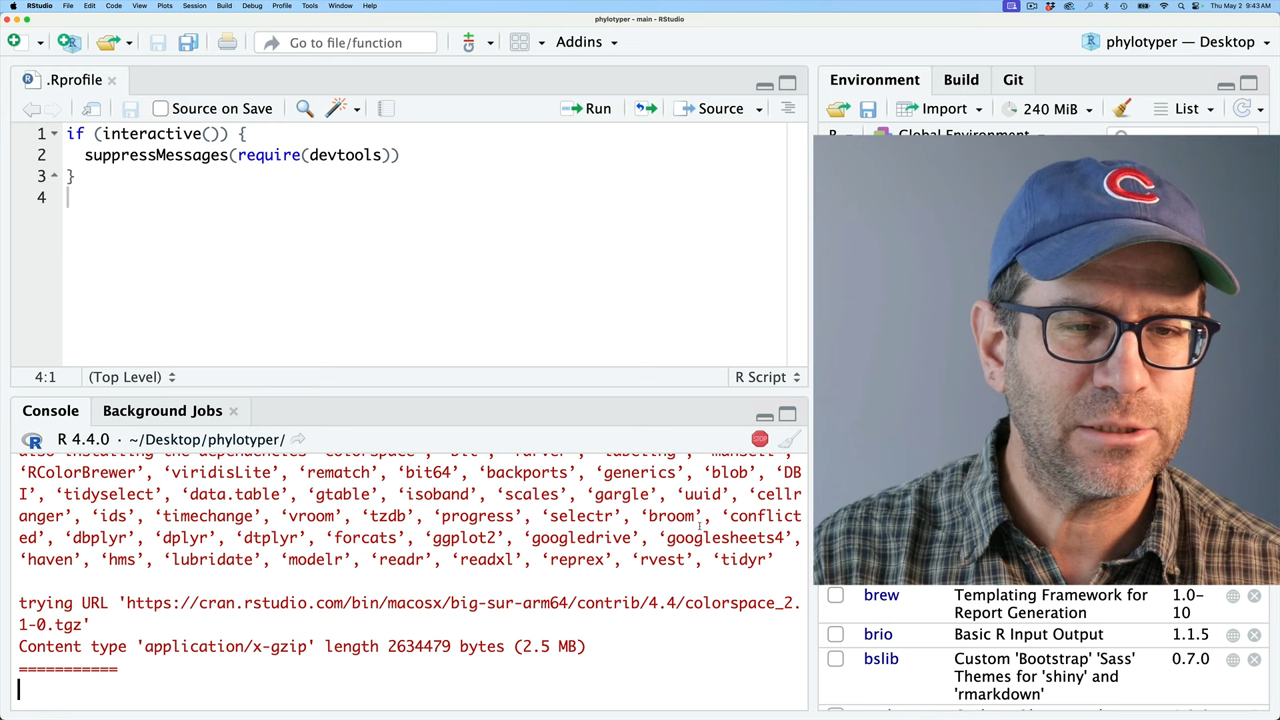 RStudio File Edit Code View Plots Session Build Debug Profile Tools Window Help
Thu May 2 9:43 AM
phylotyper - main - RStudio
Go to file/function
Addins
phylotyper — Desktop
.Rprofile
Source on Save
Run
Source
1 if (interactive()) {
2 suppressMessages(require(devtools))
3 }
4
4:1 (Top Level)
R Script
Console Background Jobs
R 4.4.0 · ~/Desktop/phylotyper/
STOP
‘RColorBrewer’, ‘viridisLite’, ‘rematch’, ‘bit64’, ‘backports’, ‘generics’, ‘blob’, ‘DB
I’, ‘tidyselect’, ‘data.table’, ‘gtable’, ‘isoband’, ‘scales’, ‘gargle’, ‘uuid’, ‘cellr
anger’, ‘ids’, ‘timechange’, ‘vroom’, ‘tzdb’, ‘progress’, ‘selectr’, ‘broom’, ‘conflict
ed’, ‘dbplyr’, ‘dplyr’, ‘dtplyr’, ‘forcats’, ‘ggplot2’, ‘googledrive’, ‘googlesheets4’,
‘haven’, ‘hms’, ‘lubridate’, ‘modelr’, ‘readr’, ‘readxl’, ‘reprex’, ‘rvest’, ‘tidyr’
trying URL 'https://cran.rstudio.com/bin/macosx/big-sur-arm64/contrib/4.4/colorspace_2.
1-0.tgz'
Content type 'application/x-gzip' length 2634479 bytes (2.5 MB)
===========
Environment Build Git
Import
240 MiB
List
R
Global Environment
C
brew Templating Framework for 1.0-
Report Generation 10
brio Basic R Input Output 1.1.5
bslib Custom 'Bootstrap' 'Sass' 0.7.0
Themes for 'shiny' and
'rmarkdown'